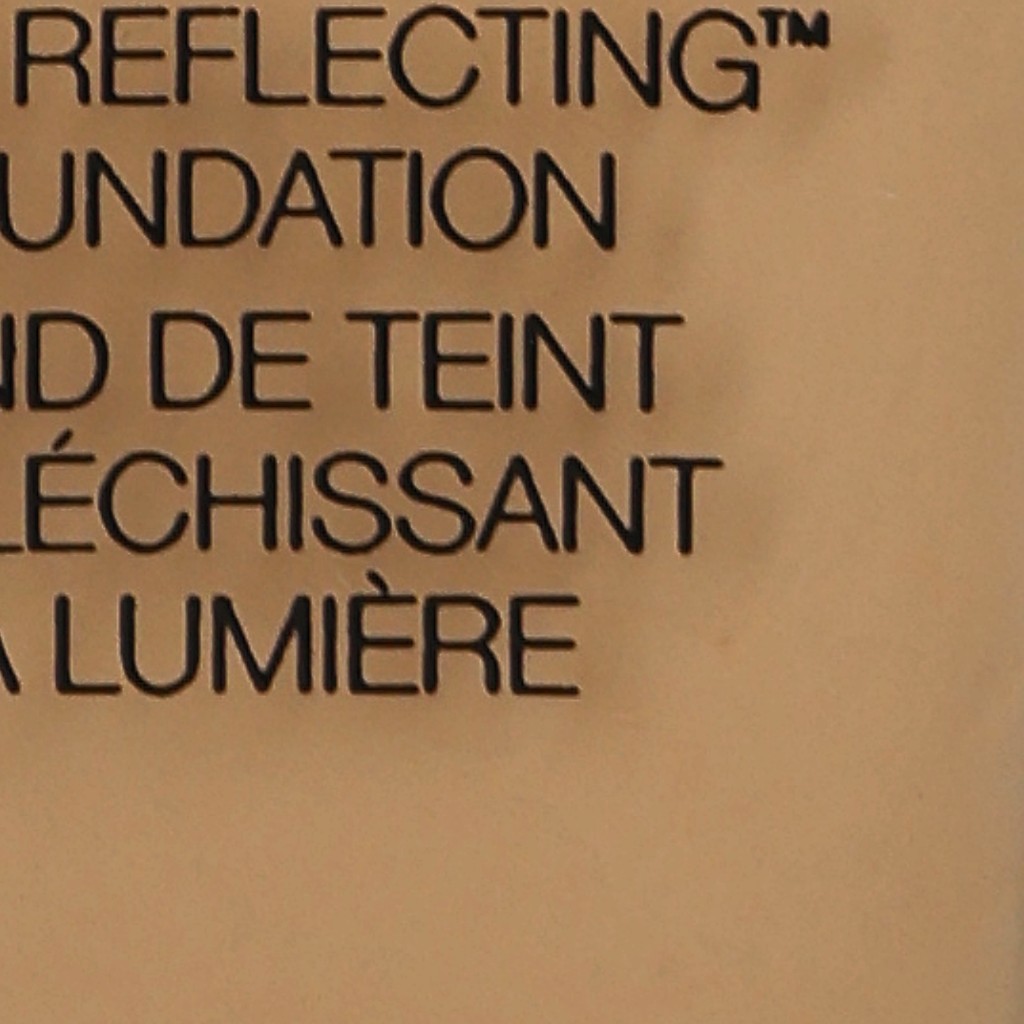 REFLECTING™
UNDATION
ND DE TEINT
LÉCHISSANT
A LUMIÈRE